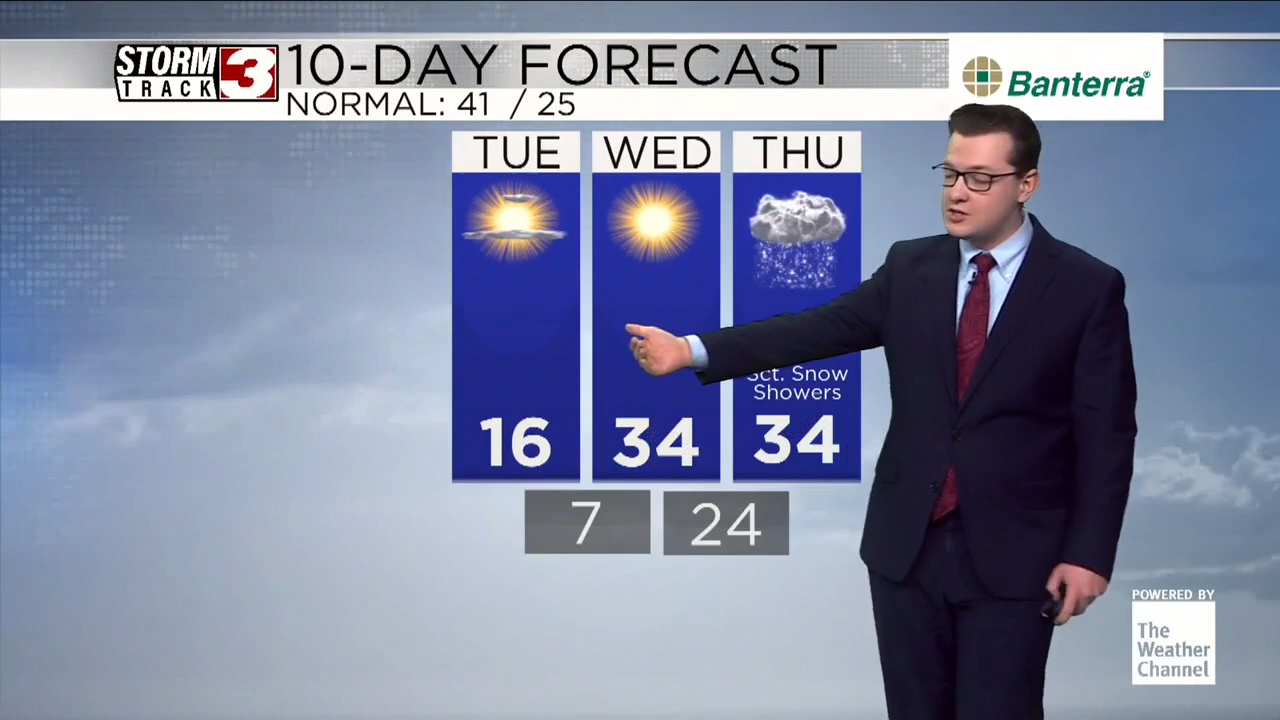 STORM
TRACK 3
10-DAY FORECAST
NORMAL: 41 / 25
Banterra®
TUE
WED
THU
Sct. Snow
Showers
16
34
34
7
24
POWERED BY
The
Weather
Channel